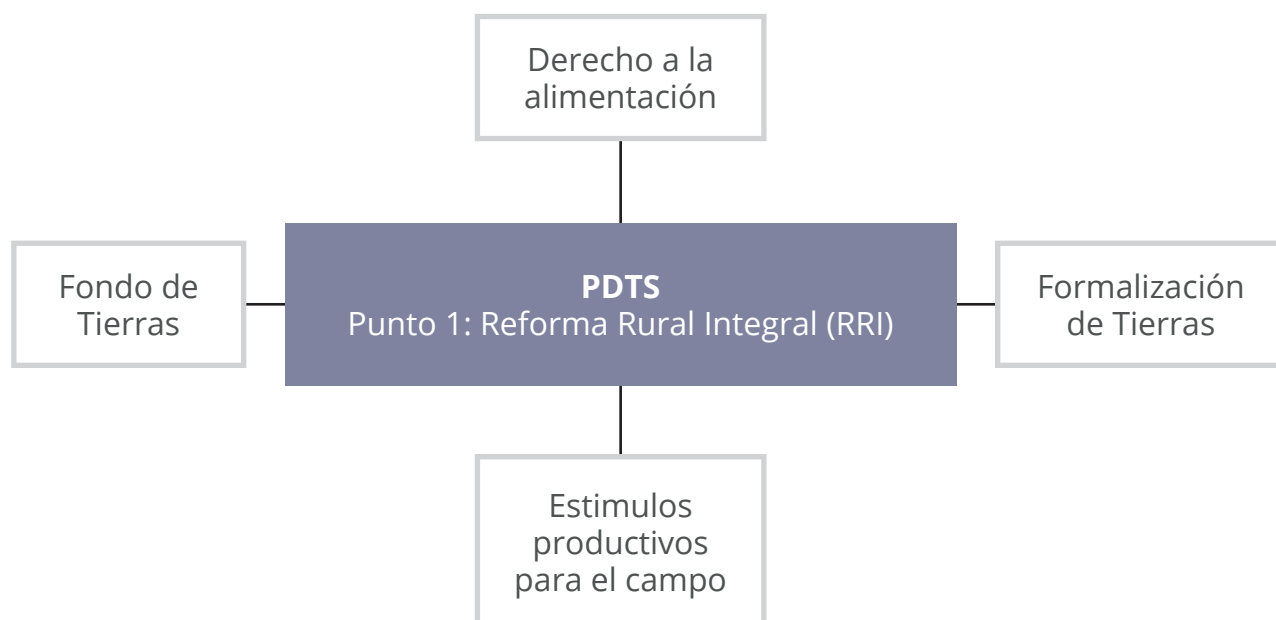 Derecho a la
alimentación
Fondo de
Tierras
PDTS
Punto 1: Reforma Rural Integral (RRI)
Formalización
de Tierras
Estimulos
productivos
para el campo